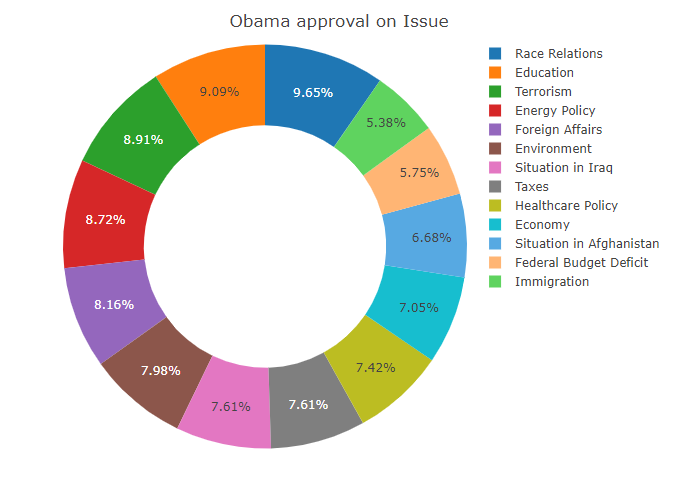 Obama approval on Issue
Race Relations
Education
Terrorism
Energy Policy
Foreign Affairs
Environment
Situation in Iraq
Taxes
Healthcare Policy
Economy
Situation in Afghanistan
Federal Budget Deficit
Immigration
9.65%
5.38%
5.75%
6.68%
7.05%
7.42%
7.61%
7.61%
7.98%
8.16%
8.72%
8.91%
9.09%